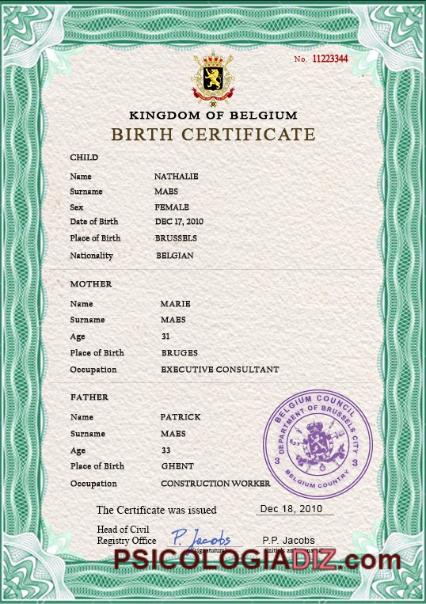 No. 11223344
KINGDOM OF BELGIUM
BIRTH CERTIFICATE
CHILD
Name NATHALIE
Surname MAES
Sex FEMALE
Date of Birth DEC 17, 2010
Place of Birth BRUSSELS
Nationality BELGIAN
MOTHER
Name MARIE
Surname MAES
Age 31
Place of Birth BRUGES
Occupation EXECUTIVE CONSULTANT
FATHER
Name PATRICK
Surname MAES
Age 33
Place of Birth GHENT
Occupation CONSTRUCTION WORKER
BELGIUM COUNCIL
DEPARTMENT OF BRUSSELS CITY
3 3
BELGIUM COUNTRY
The Certificate was issued Dec 18, 2010
Head of Civil
Registry Office P. Jacobs P.P. Jacobs
PSICOLOGIADIZ.com